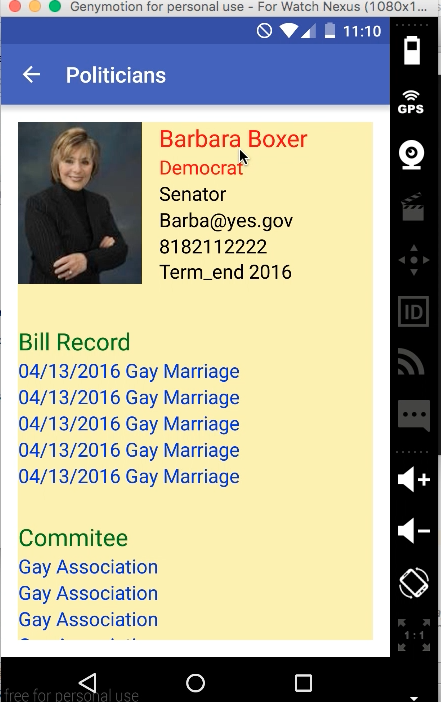 Genymotion for personal use - For Watch Nexus (1080x1...
11:10
Politicians
Barbara Boxer
Democrat
Senator
Barba@yes.gov
8182112222
Term_end 2016
Bill Record
04/13/2016 Gay Marriage
04/13/2016 Gay Marriage
04/13/2016 Gay Marriage
04/13/2016 Gay Marriage
04/13/2016 Gay Marriage
Commitee
Gay Association
Gay Association
Gay Association
GPS
ID
1:1
free for personal use